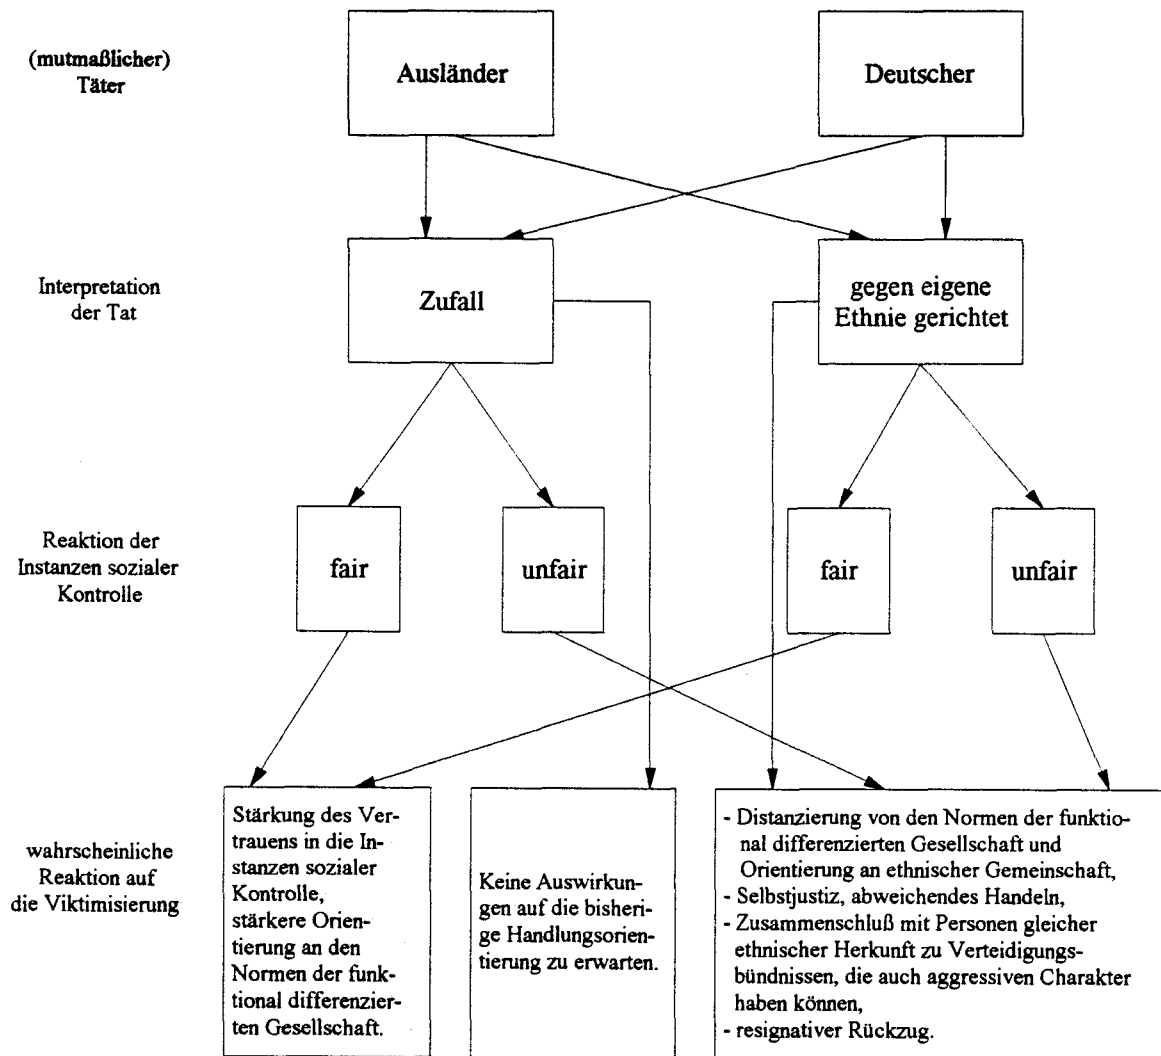 (mutmaßlicher)
Täter
Ausländer
Deutscher
Interpretation
der Tat
Zufall
gegen eigene
Ethnie gerichtet
Reaktion der
Instanzen sozialer
Kontrolle
fair
unfair
fair
unfair
wahrscheinliche
Reaktion auf
die Viktimisierung
Stärkung des Ver-
trauens in die In-
stanzen sozialer
Kontrolle,
stärkere Orien-
tierung an den
Normen der funk-
tional differenzier-
ten Gesellschaft.
Keine Auswirkun-
gen auf die bisheri-
ge Handlungsorien-
tierung zu erwarten.
- Distanzierung von den Normen der funktio-
nal differenzierten Gesellschaft und
Orientierung an ethnischer Gemeinschaft,
- Selbstjustiz, abweichendes Handeln,
- Zusammenschluß mit Personen gleicher
ethnischer Herkunft zu Verteidigungs-
bündnissen, die auch aggressiven Charakter
haben können,
- resignativer Rückzug.